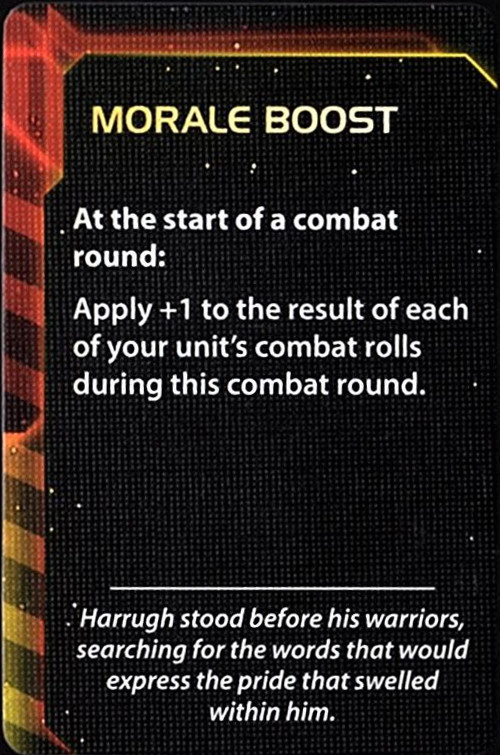 MORALE BOOST
At the start of a combat
round:
Apply +1 to the result of each
of your unit's combat rolls
during this combat round.
Harrugh stood before his warriors,
searching for the words that would
express the pride that swelled
within him.